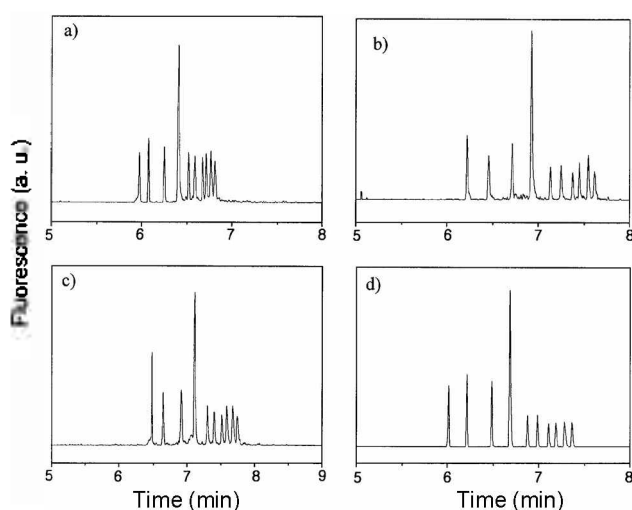 Fluorescence (a. u.)
a)
5 6 7 8
b)
5 6 7 8
c)
5 6 7 8 9
Time (min)
d)
5 6 7 8
Time (min)